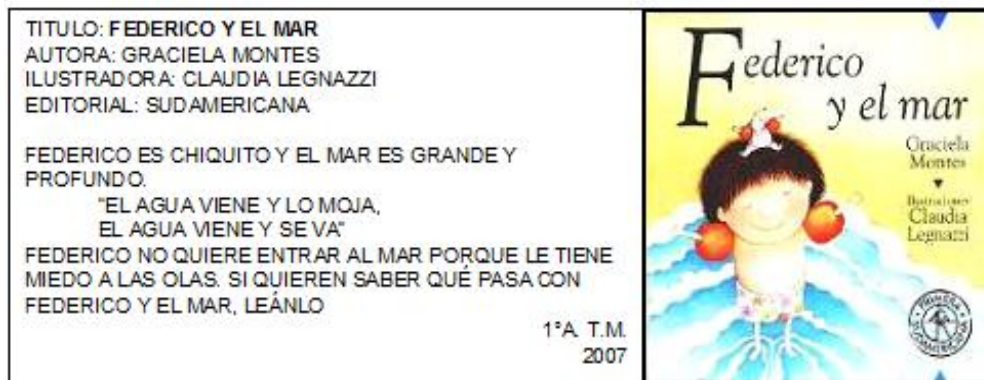 TITULO: FEDERICO Y EL MAR
AUTORA: GRACIELA MONTES
ILUSTRADORA: CLAUDIA LEGNAZZI
EDITORIAL: SUDAMERICANA
FEDERICO ES CHIQUITO Y EL MAR ES GRANDE Y
PROFUNDO.
"EL AGUA VIENE Y LO MOJA,
EL AGUA VIENE Y SE VA"
FEDERICO NO QUIERE ENTRAR AL MAR PORQUE LE TIENE
MIEDO A LAS OLAS. SI QUIEREN SABER QUÉ PASA CON
FEDERICO Y EL MAR, LEÁNLO
1°A. T.M.
2007
Federico
y el mar
Graciela
Montes
Ilustraciones
Claudia
Legnazzi
PRIMERA
SUDAMERICANA